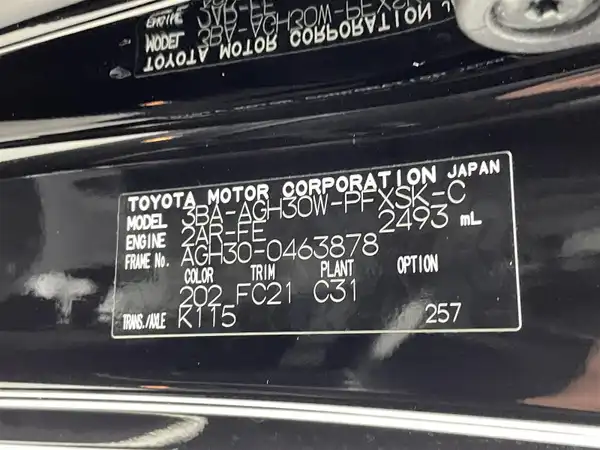 TOYOTA MOTOR CORPORATION JAPAN
MODEL 3BA-AGH30W-PFXSK-C
ENGINE 2AR-FE 2493 mL
FRAME No. AGH30-0463878
COLOR TRIM PLANT OPTION
202 FC21 C31
TRANS./AXLE K115 257